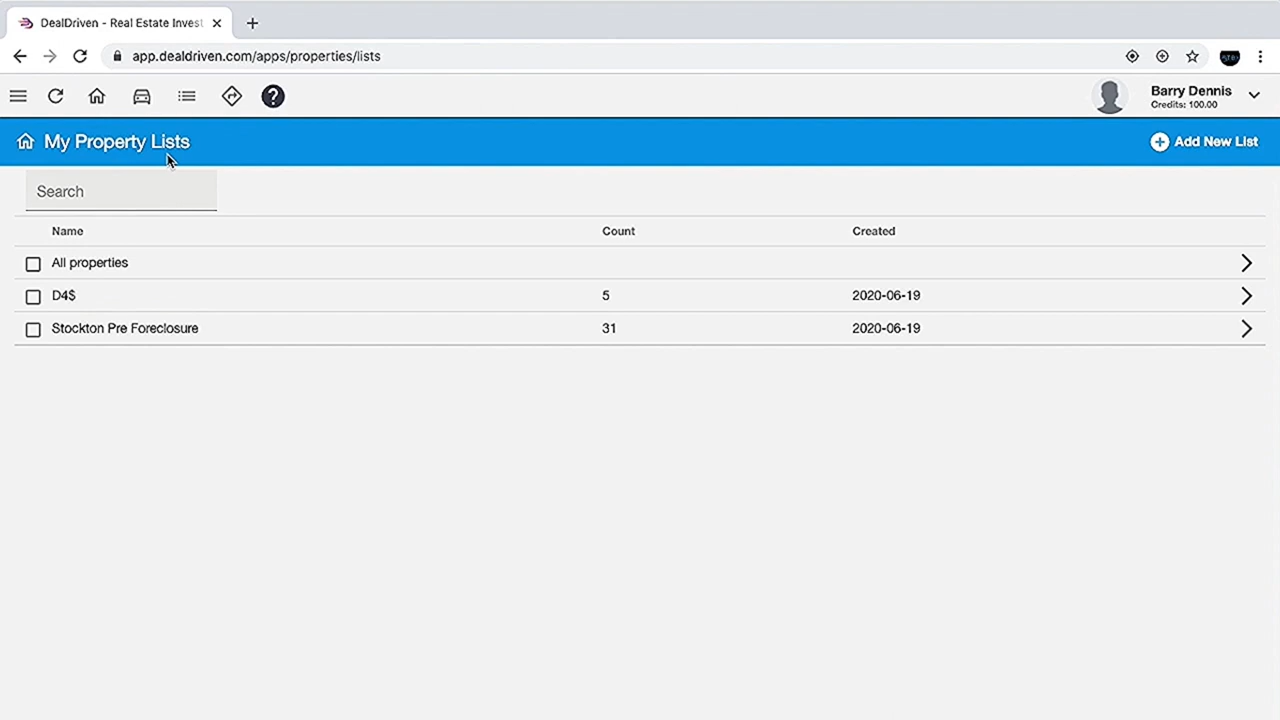 DealDriven - Real Estate Invest
app.dealdriven.com/apps/properties/lists
Barry Dennis
Credits: 100.00
My Property Lists
Add New List
Search
Name Count Created
All properties
D4$ 5 2020-06-19
Stockton Pre Foreclosure 31 2020-06-19